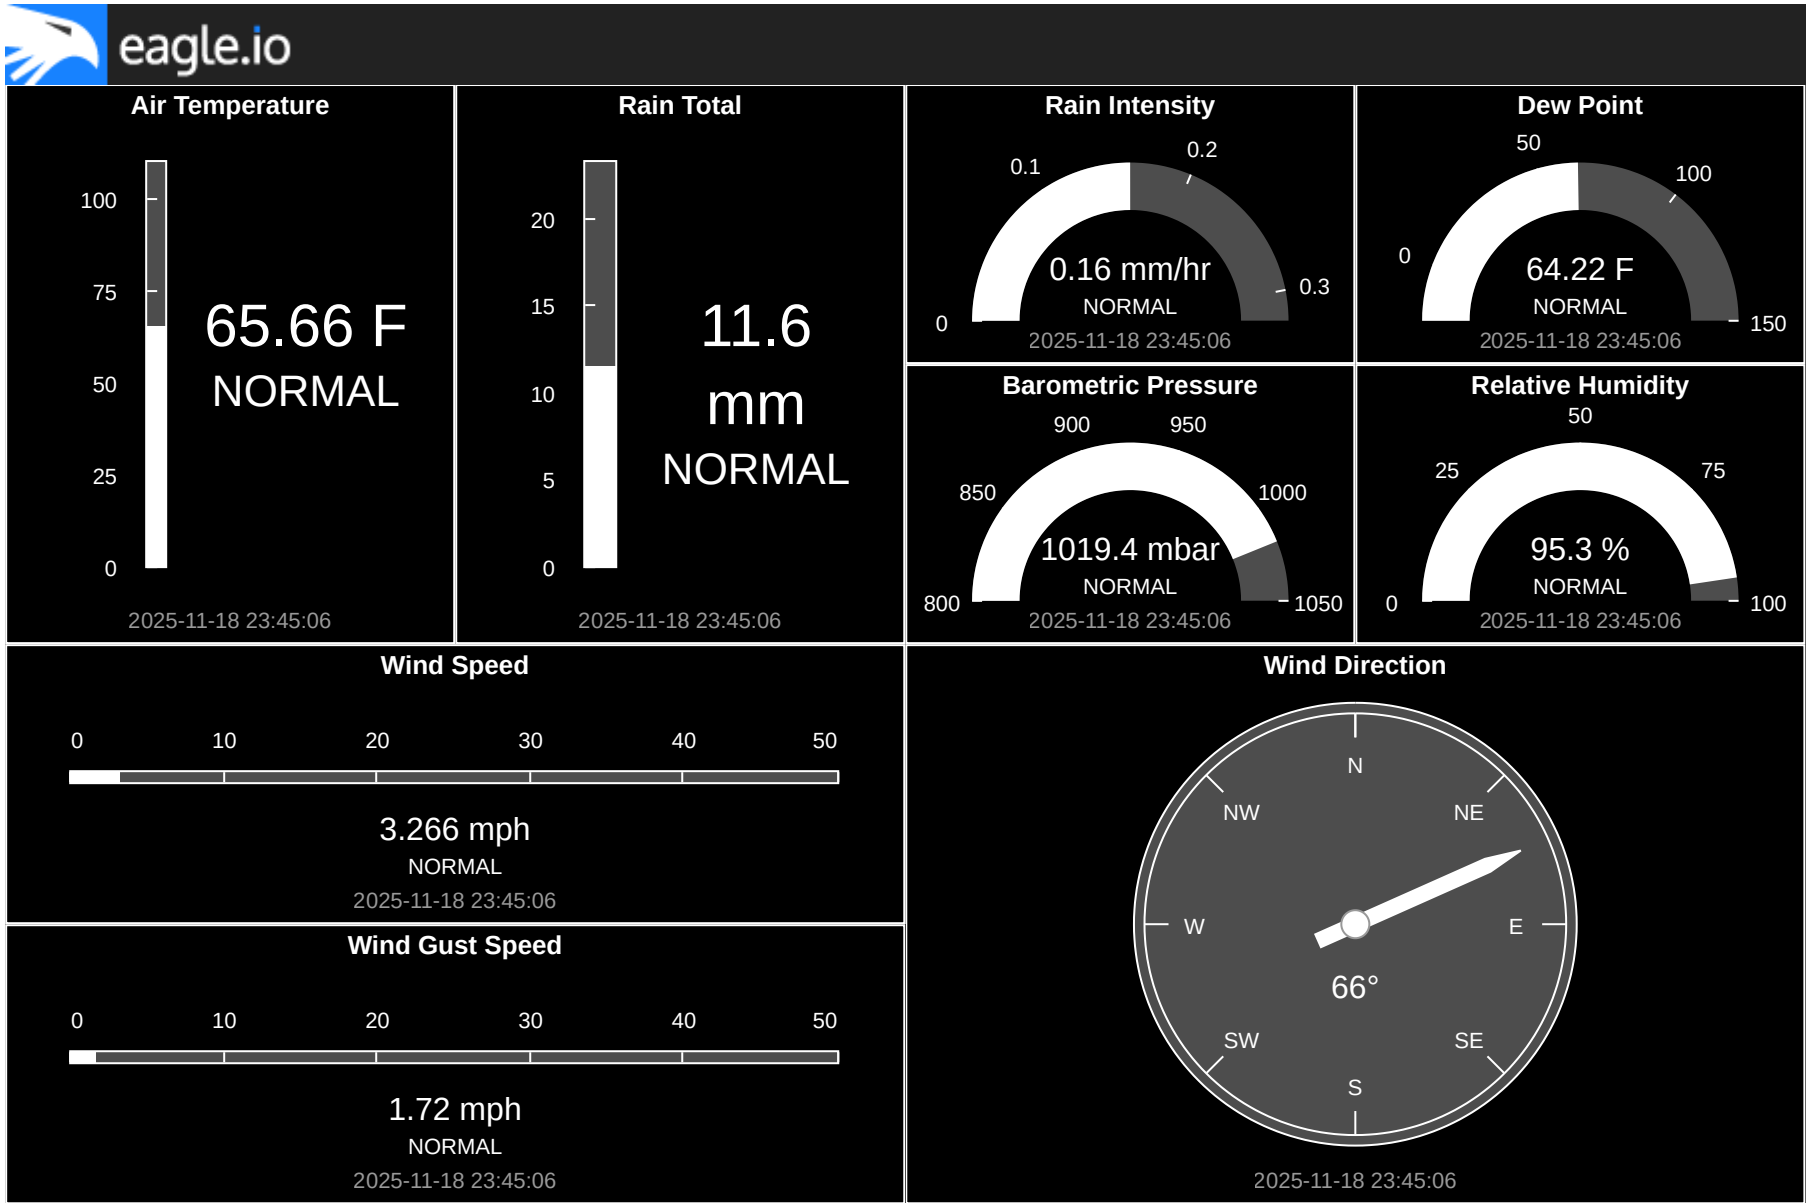 eagle.io
Air Temperature
100
75
50
25
0
65.66 F
NORMAL
2025-11-18 23:45:06
Rain Total
20
15
10
5
0
11.6
mm
NORMAL
2025-11-18 23:45:06
Rain Intensity
0
0.1
0.2
0.3
0.16 mm/hr
NORMAL
2025-11-18 23:45:06
Dew Point
0
50
100
150
64.22 F
NORMAL
2025-11-18 23:45:06
Barometric Pressure
800
850
900
950
1000
1050
1019.4 mbar
NORMAL
2025-11-18 23:45:06
Relative Humidity
0
25
50
75
100
95.3 %
NORMAL
2025-11-18 23:45:06
Wind Speed
0 10 20 30 40 50
3.266 mph
NORMAL
2025-11-18 23:45:06
Wind Gust Speed
0 10 20 30 40 50
1.72 mph
NORMAL
2025-11-18 23:45:06
Wind Direction
N
NW NE
W E
66°
SW SE
S
2025-11-18 23:45:06